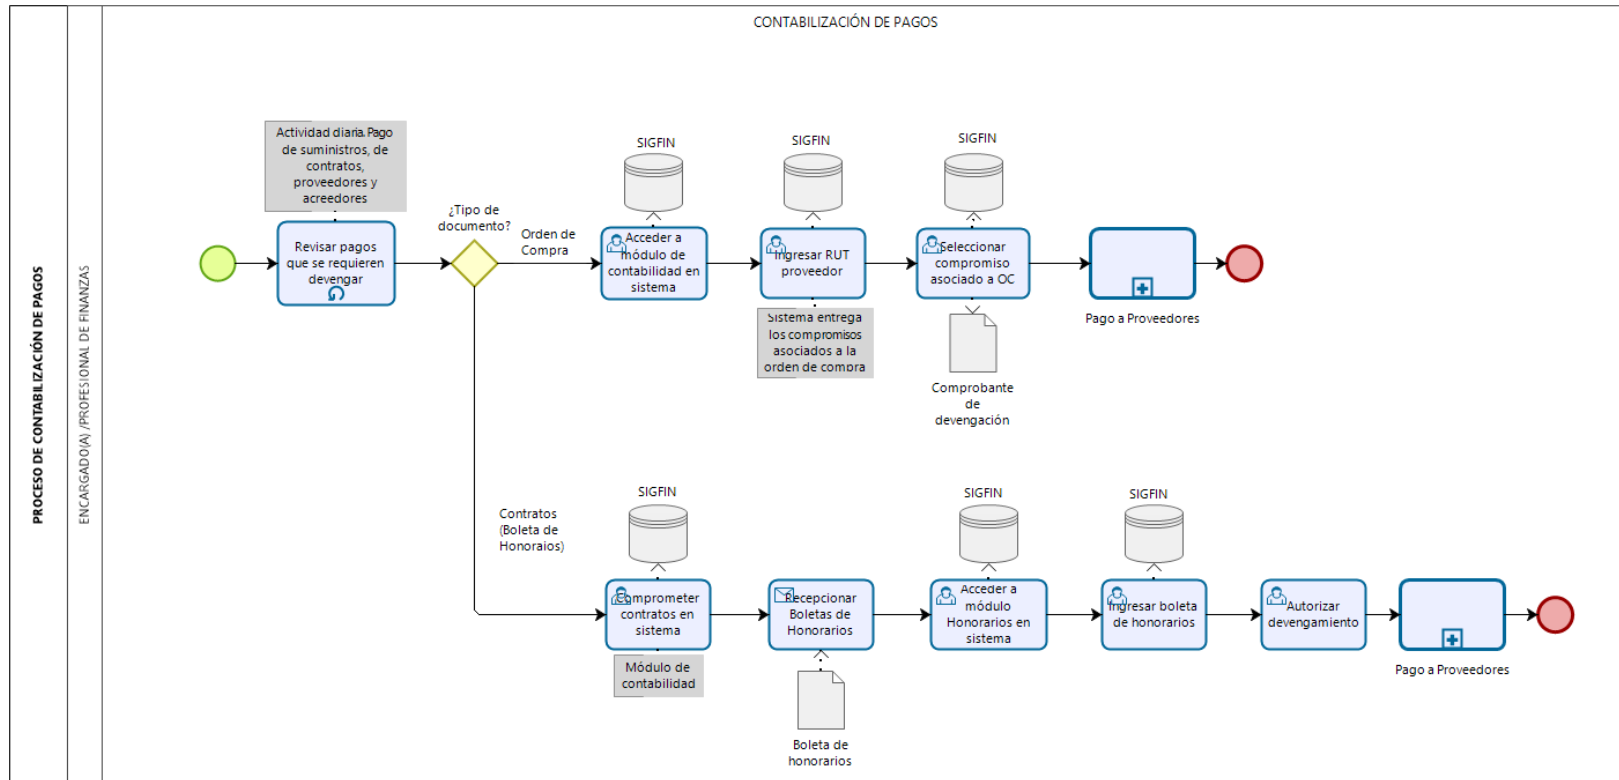 CONTABILIZACIÓN DE PAGOS
PROCESO DE CONTABILIZACIÓN DE PAGOS
ENCARGADO(A) /PROFESIONAL DE FINANZAS
Actividad diaria. Pago
de suministros, de
contratos,
proveedores y
acreedores
Revisar pagos
que se requieren
devengar
¿Tipo de
documento?
Orden de
Compra
SIGFIN
Acceder a
módulo de
contabilidad en
sistema
SIGFIN
Ingresar RUT
proveedor
Sistema entrega
los compromisos
asociados a la
orden de compra
SIGFIN
Seleccionar
compromiso
asociado a OC
Comprobante
de
devengación
Pago a Proveedores
Contratos
(Boleta de
Honoraios)
SIGFIN
Comprometer
contratos en
sistema
Módulo de
contabilidad
Recepcionar
Boletas de
Honorarios
Boleta de
honorarios
SIGFIN
Acceder a
módulo
Honorarios en
sistema
SIGFIN
Ingresar boleta
de honorarios
Autorizar
devengamiento
Pago a Proveedores